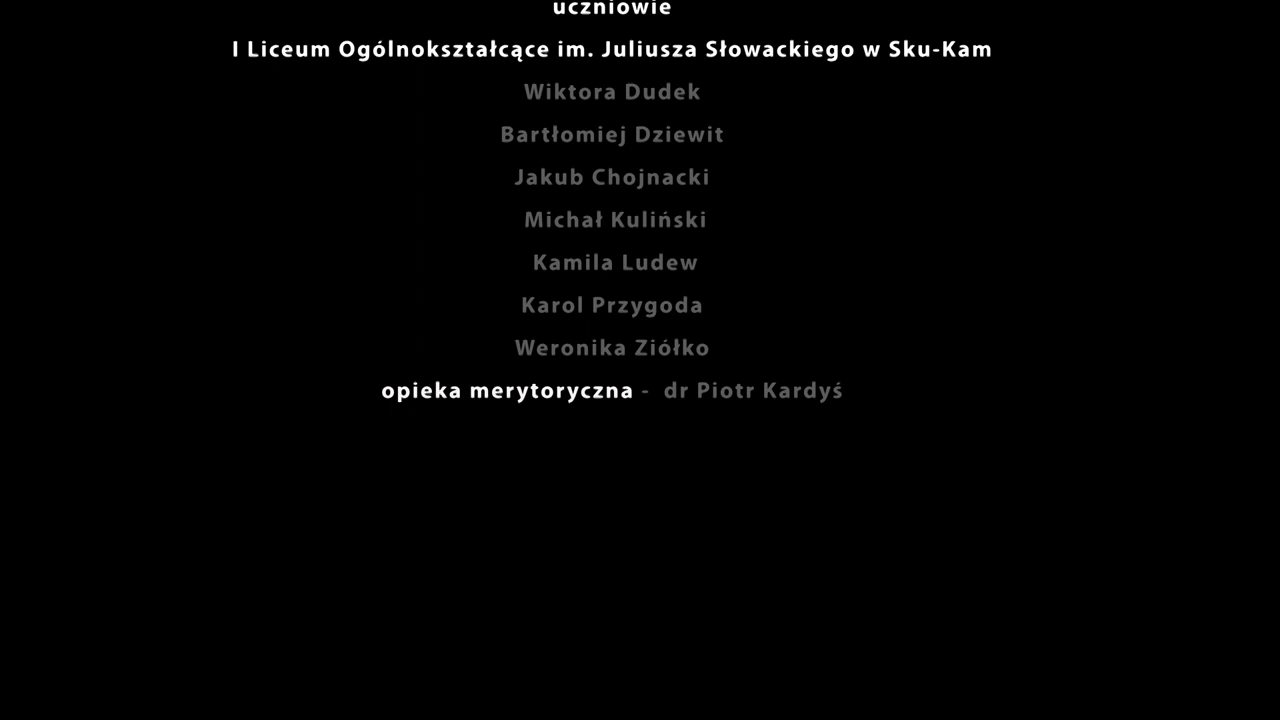 uczniowie
I Liceum Ogólnokształcące im. Juliusza Słowackiego w Sku-Kam
Wiktora Dudek
Bartłomiej Dziewit
Jakub Chojnacki
Michał Kuliński
Kamila Ludew
Karol Przygoda
Weronika Ziółko
opieka merytoryczna - dr Piotr Kardyś